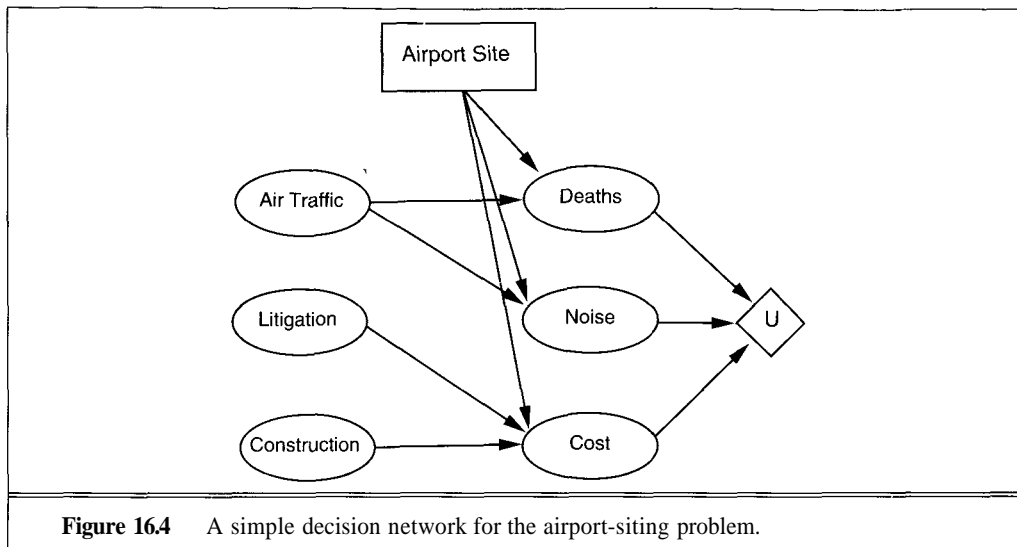 Airport Site
Air Traffic
Deaths
Litigation
Noise
U
Construction
Cost
Figure 16.4 A simple decision network for the airport-siting problem.